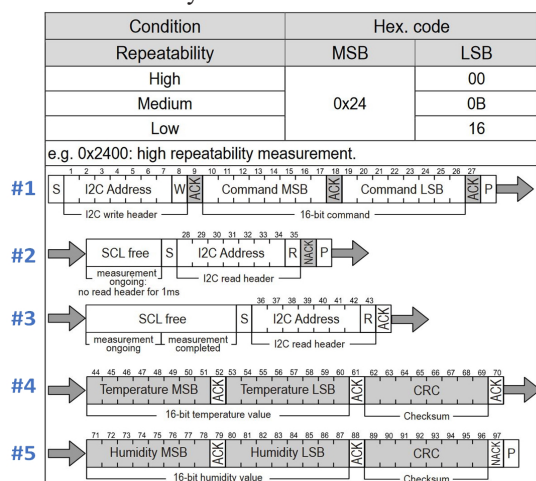 Condition Hex. code
Repeatability MSB LSB
High 00
Medium 0x24 0B
Low 16
e.g. 0x2400: high repeatability measurement.
1 2 3 4 5 6 7 8 9 10 11 12 13 14 15 16 17 18 19 20 21 22 23 24 25 26 27
#1 S I2C Address W ACK Command MSB ACK Command LSB ACK P
I2C write header 16-bit command
28 29 30 31 32 33 34 35
#2 SCL free S I2C Address R NACK P
measurement ongoing: no read header for 1ms I2C read header
36 37 38 39 40 41 42 43
#3 SCL free S I2C Address R ACK
measurement ongoing measurement completed I2C read header
44 45 46 47 48 49 50 51 52 53 54 55 56 57 58 59 60 61 62 63 64 65 66 67 68 69 70
#4 Temperature MSB ACK Temperature LSB ACK CRC ACK
16-bit temperature value Checksum
71 72 73 74 75 76 77 78 79 80 81 82 83 84 85 86 87 88 89 90 91 92 93 94 95 96 97
#5 Humidity MSB ACK Humidity LSB ACK CRC NACK P
16-bit humidity value Checksum